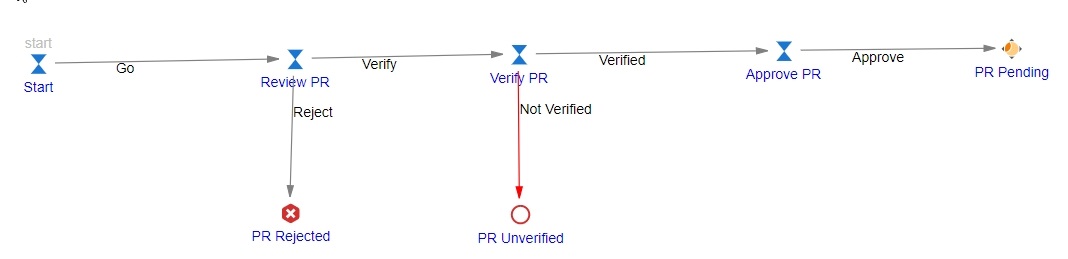 start
Start
Go
Review PR
Verify
Verify PR
Verified
Approve PR
Approve
PR Pending
Reject
Not Verified
PR Rejected
PR Unverified